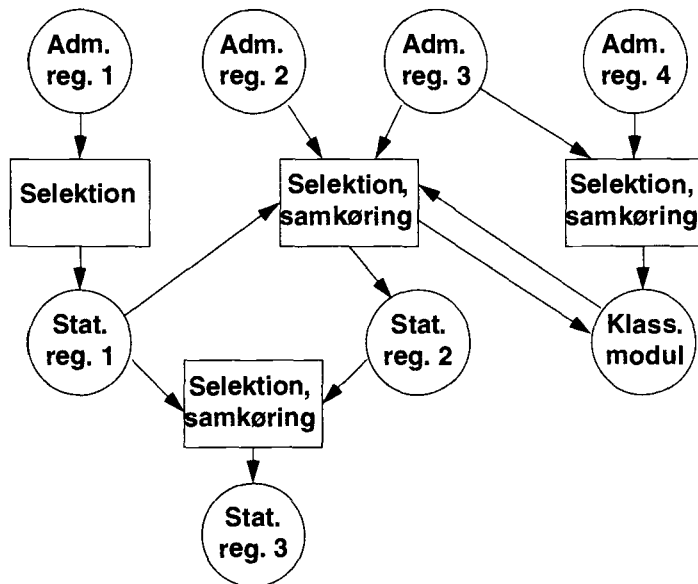 Adm.
reg. 1
Adm.
reg. 2
Adm.
reg. 3
Adm.
reg. 4
Selektion
Selektion,
samkøring
Selektion,
samkøring
Stat.
reg. 1
Stat.
reg. 2
Klass.
modul
Selektion,
samkøring
Stat.
reg. 3